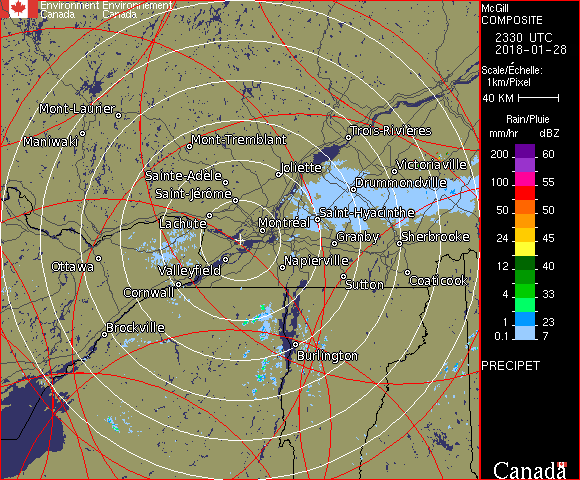 Environment Environnement
Canada Canada
McGill
COMPOSITE
2330 UTC
2018-01-28
Scale/Échelle:
1km/Pixel
40 KM
Rain/Pluie
mm/hr dBZ
200 60
100 55
50 50
24 45
12 40
4 33
1 23
0.1 7
PRECIPET
Canada
Mont-Laurier
Maniwaki
Mont-Tremblant
Trois-Rivières
Joliette
Victoriaville
Sainte-Adèle
Drummondville
Saint-Jérôme
Saint-Hyacinthe
Lachute
Montréal
Granby
Sherbrooke
Ottawa
Valleyfield
Napierville
Cornwall
Sutton
Coaticook
Brockville
Burlington